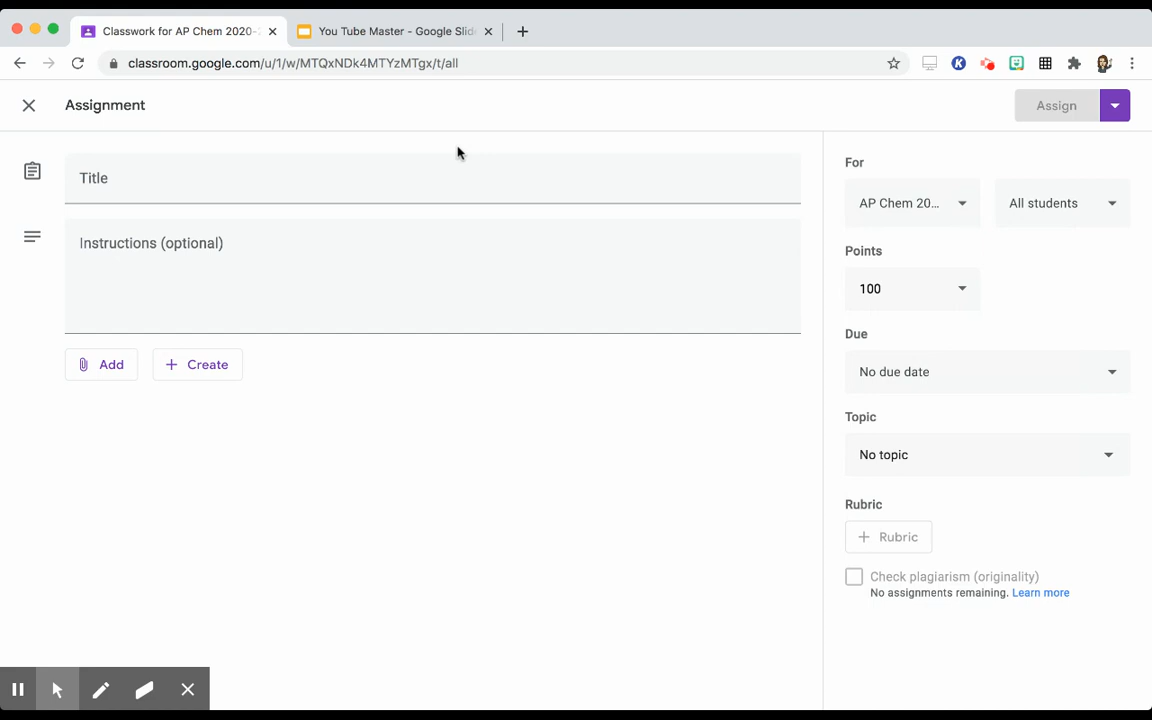 Classwork for AP Chem 2020-
You Tube Master - Google Slid
classroom.google.com/u/1/w/MTQxNDk4MTYzMTgx/t/all
K
Assignment
Assign
Title
Instructions (optional)
Add
Create
For
AP Chem 20...
All students
Points
100
Due
No due date
Topic
No topic
Rubric
Rubric
Check plagiarism (originality)
No assignments remaining. Learn more